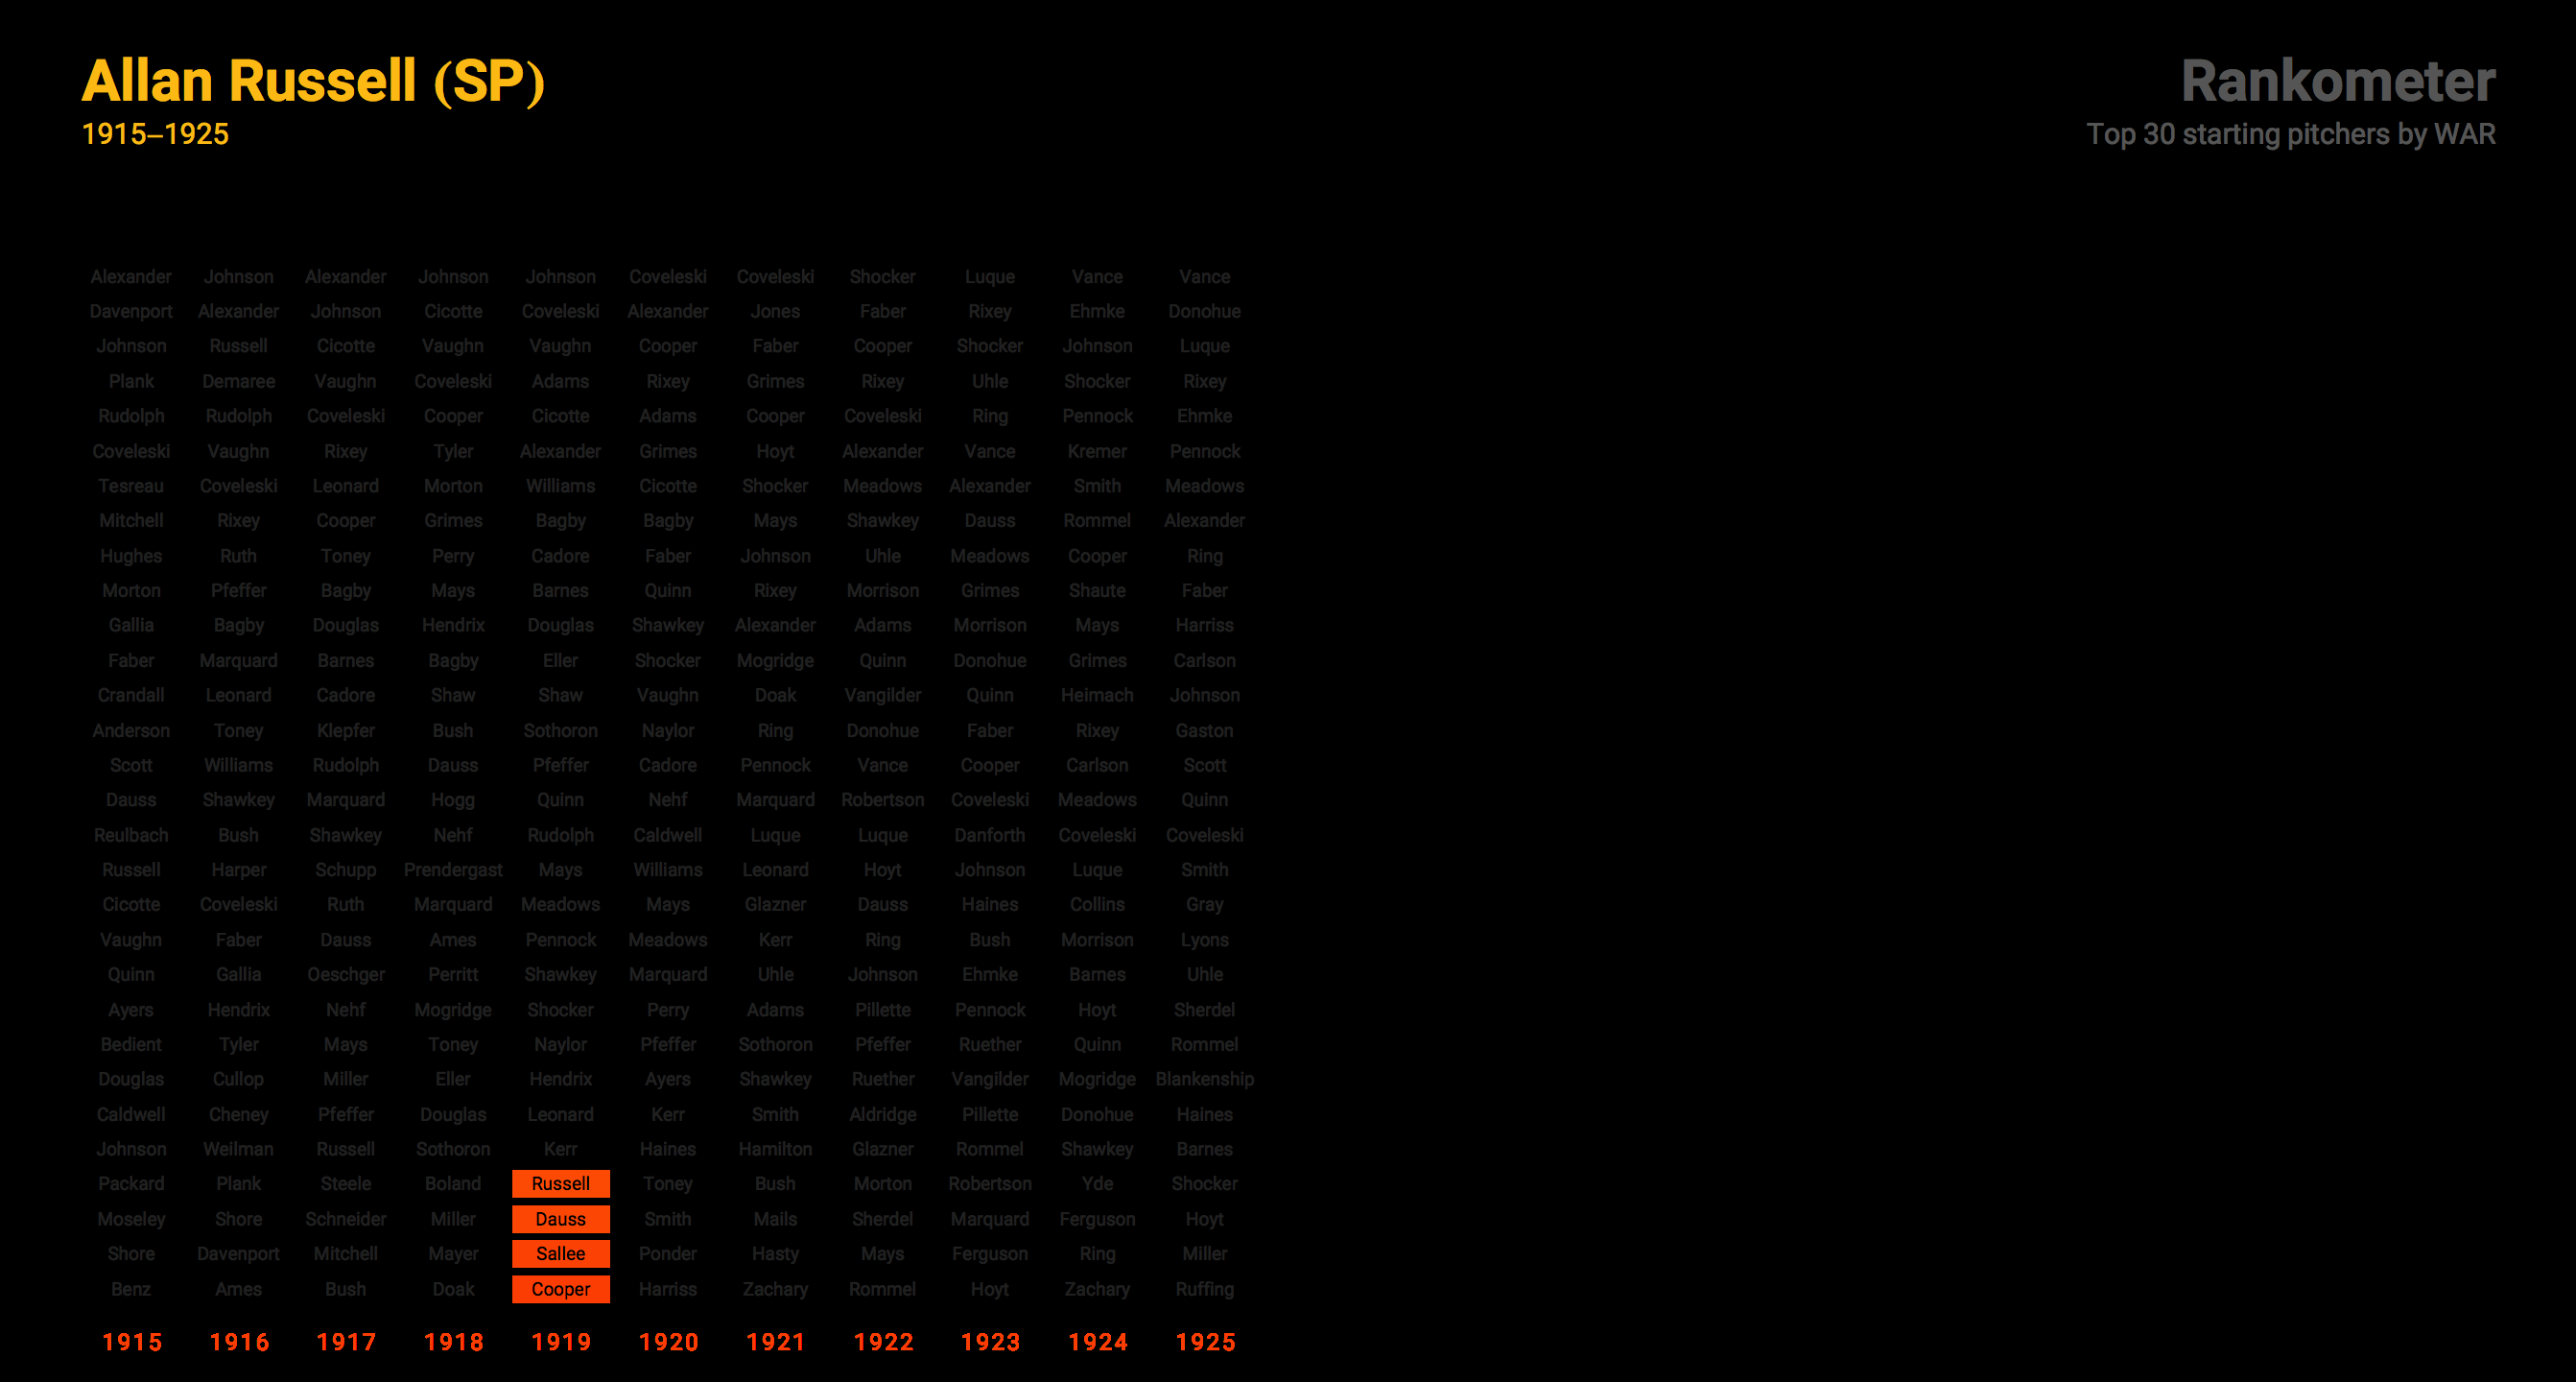 Allan Russell (SP)
1915–1925
Rankometer
Top 30 starting pitchers by WAR
Alexander Johnson Alexander Johnson Johnson Coveleski Coveleski Shocker Luque Vance Vance
Davenport Alexander Johnson Cicotte Coveleski Alexander Jones Faber Rixey Ehmke Donohue
Johnson Russell Cicotte Vaughn Vaughn Cooper Faber Cooper Shocker Johnson Luque
Plank Demaree Vaughn Coveleski Adams Rixey Grimes Rixey Uhle Shocker Rixey
Rudolph Rudolph Coveleski Cooper Cicotte Adams Cooper Coveleski Ring Pennock Ehmke
Coveleski Vaughn Rixey Tyler Alexander Grimes Hoyt Alexander Vance Kremer Pennock
Tesreau Coveleski Leonard Morton Williams Cicotte Shocker Meadows Alexander Smith Meadows
Mitchell Rixey Cooper Grimes Bagby Bagby Mays Shawkey Dauss Rommel Alexander
Hughes Ruth Toney Perry Cadore Faber Johnson Uhle Meadows Cooper Ring
Morton Pfeffer Bagby Mays Barnes Quinn Rixey Morrison Grimes Shaute Faber
Gallia Bagby Douglas Hendrix Douglas Shawkey Alexander Adams Morrison Mays Harriss
Faber Marquard Barnes Bagby Eller Shocker Mogridge Quinn Donohue Grimes Carlson
Crandall Leonard Cadore Shaw Shaw Vaughn Doak Vangilder Quinn Heimach Johnson
Anderson Toney Klepfer Bush Sothoron Naylor Ring Donohue Faber Rixey Gaston
Scott Williams Rudolph Dauss Pfeffer Cadore Pennock Vance Cooper Carlson Scott
Dauss Shawkey Marquard Hogg Quinn Nehf Marquard Robertson Coveleski Meadows Quinn
Reulbach Bush Shawkey Nehf Rudolph Caldwell Luque Luque Danforth Coveleski Coveleski
Russell Harper Schupp Prendergast Mays Williams Leonard Hoyt Johnson Luque Smith
Cicotte Coveleski Ruth Marquard Meadows Mays Glazner Dauss Haines Collins Gray
Vaughn Faber Dauss Ames Pennock Meadows Kerr Ring Bush Morrison Lyons
Quinn Gallia Oeschger Perritt Shawkey Marquard Uhle Johnson Ehmke Barnes Uhle
Ayers Hendrix Nehf Mogridge Shocker Perry Adams Pillette Pennock Hoyt Sherdel
Bedient Tyler Mays Toney Naylor Pfeffer Sothoron Pfeffer Ruether Quinn Rommel
Douglas Cullop Miller Eller Hendrix Ayers Shawkey Ruether Vangilder Mogridge Blankenship
Caldwell Cheney Pfeffer Douglas Leonard Kerr Smith Aldridge Pillette Donohue Haines
Johnson Weilman Russell Sothoron Kerr Haines Hamilton Glazner Rommel Shawkey Barnes
Packard Plank Steele Boland Russell Toney Bush Morton Robertson Yde Shocker
Moseley Shore Schneider Miller Dauss Smith Mails Sherdel Marquard Ferguson Hoyt
Shore Davenport Mitchell Mayer Sallee Ponder Hasty Mays Ferguson Ring Miller
Benz Ames Bush Doak Cooper Harriss Zachary Rommel Hoyt Zachary Ruffing
1915 1916 1917 1918 1919 1920 1921 1922 1923 1924 1925